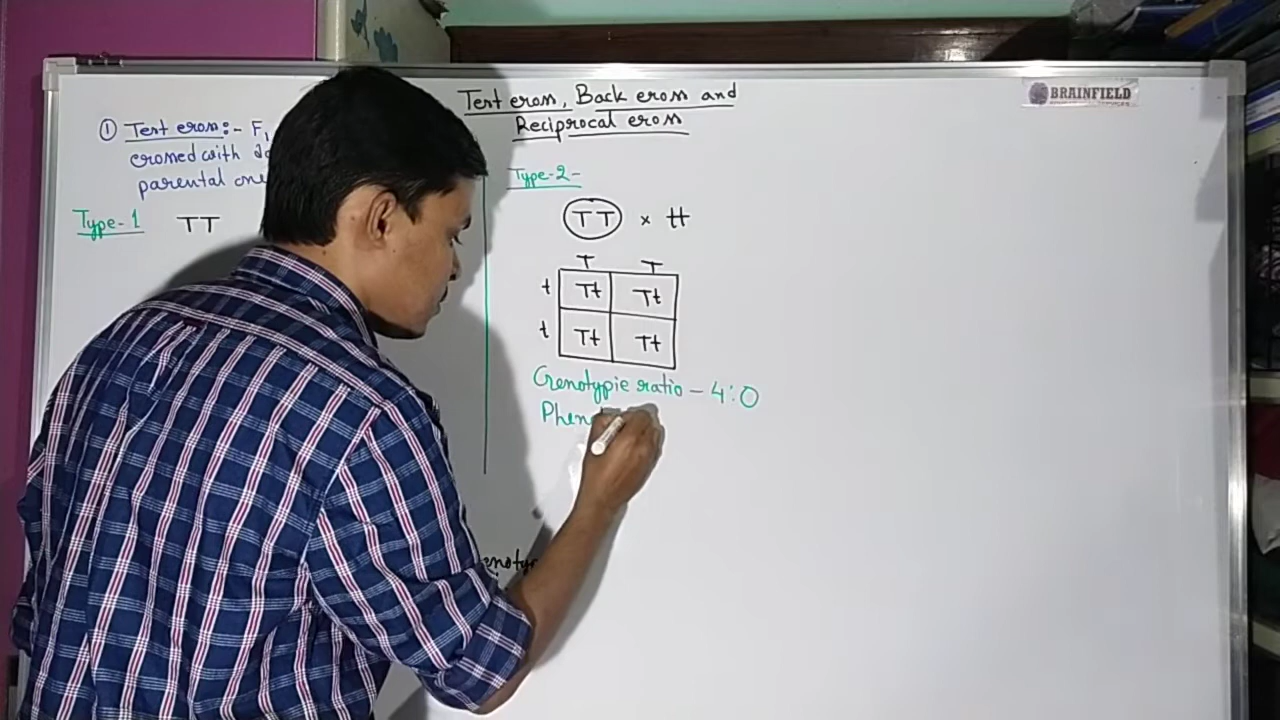 Test cross, Back cross and
Reciprocal cross
BRAINFIELD
① Test cross:- F₁
crossed with
parental
Type-1 TT
Type-2-
TT × tt
T T
t Tt Tt
t Tt Tt
Genotypic ratio – 4:0
Phen